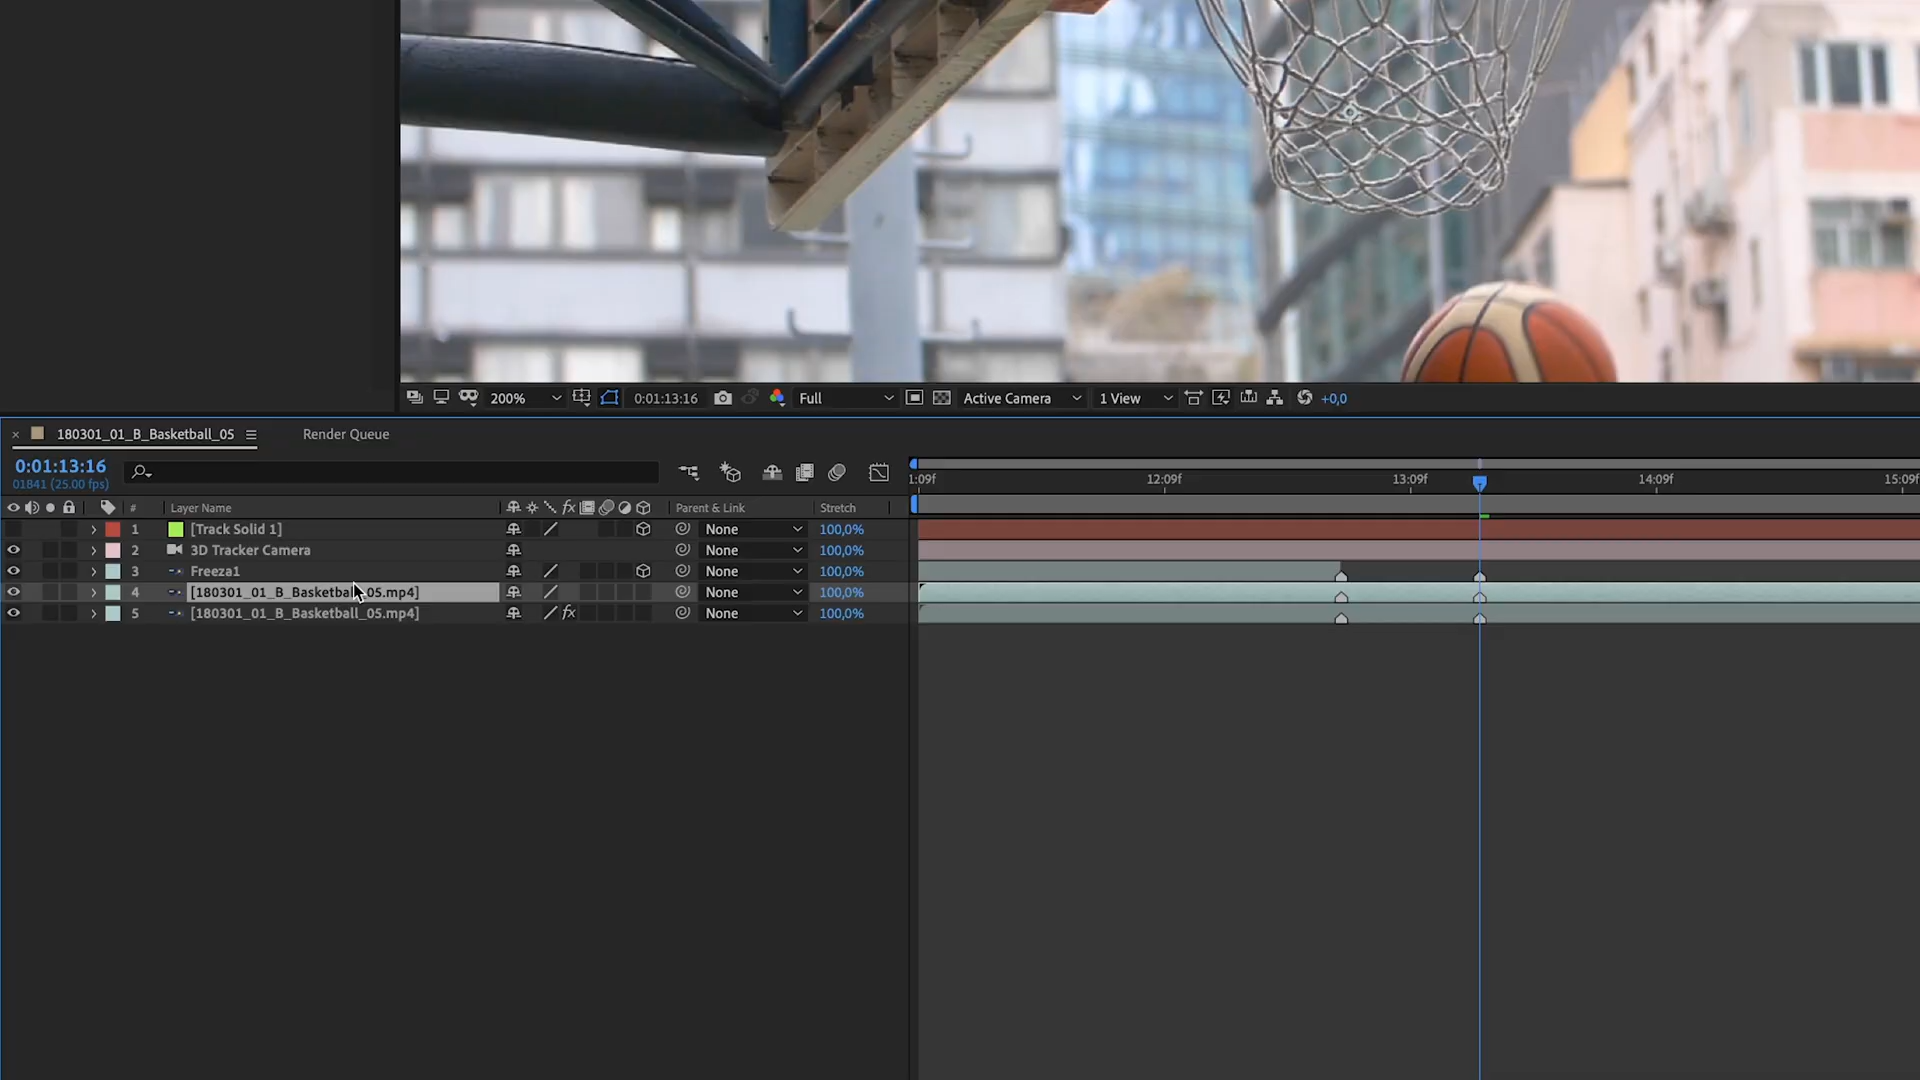 200% 0:01:13:16 Full Active Camera 1 View +0,0
180301_01_B_Basketball_05 Render Queue
0:01:13:16
01841 (25.00 fps)
1:09f 12:09f 13:09f 14:09f 15:09f
# Layer Name fx Parent & Link Stretch
1 [Track Solid 1] None 100,0%
2 3D Tracker Camera None 100,0%
3 Freeza1 None 100,0%
4 [180301_01_B_Basketball_05.mp4] None 100,0%
5 [180301_01_B_Basketball_05.mp4] fx None 100,0%